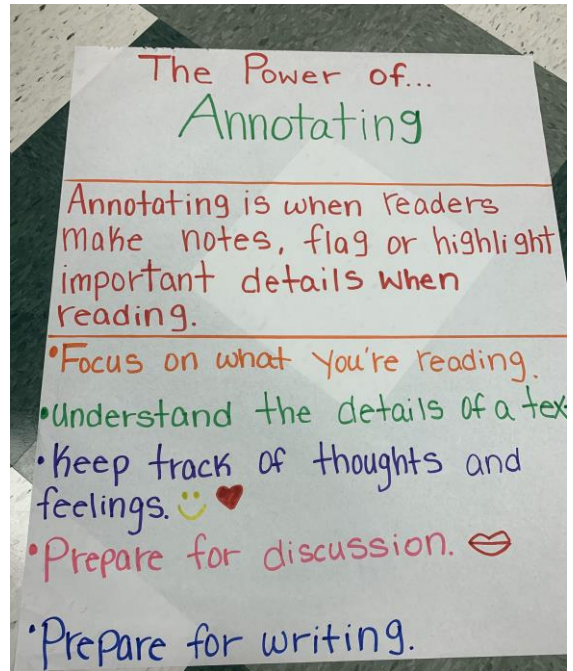 The Power of...
Annotating
Annotating is when readers
make notes, flag or highlight
important details when
reading.
•Focus on what you're reading.
•Understand the details of a tex
•Keep track of thoughts and
feelings.
•Prepare for discussion.
•Prepare for writing.